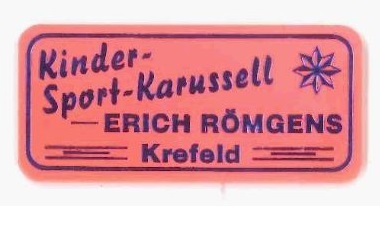 Kinder-
Sport-Karussell
— ERICH RÖMGENS
Krefeld